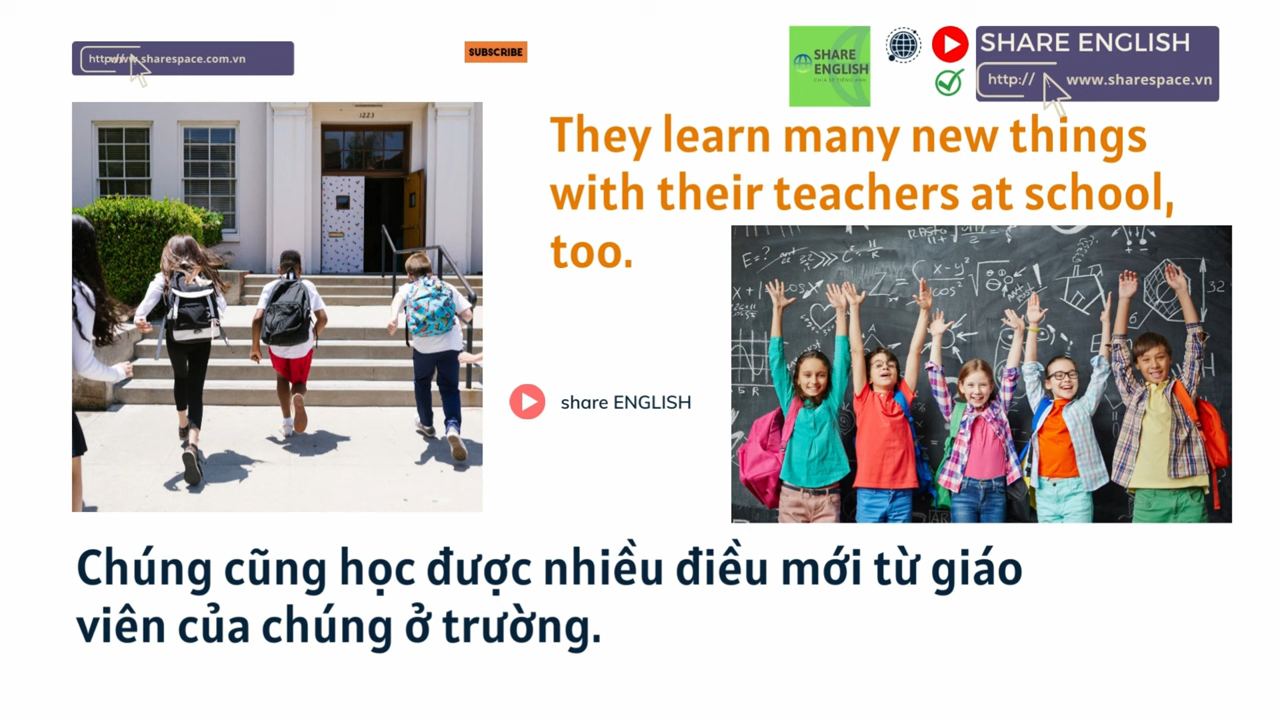 www.sharespace.com.vn
SUBSCRIBE
SHARE
ENGLISH
SHARE ENGLISH
http://
www.sharespace.vn
They learn many new things
with their teachers at school,
too.
1223
E=?
32
share ENGLISH
Chúng cũng học được nhiều điều mới từ giáo
viên của chúng ở trường.